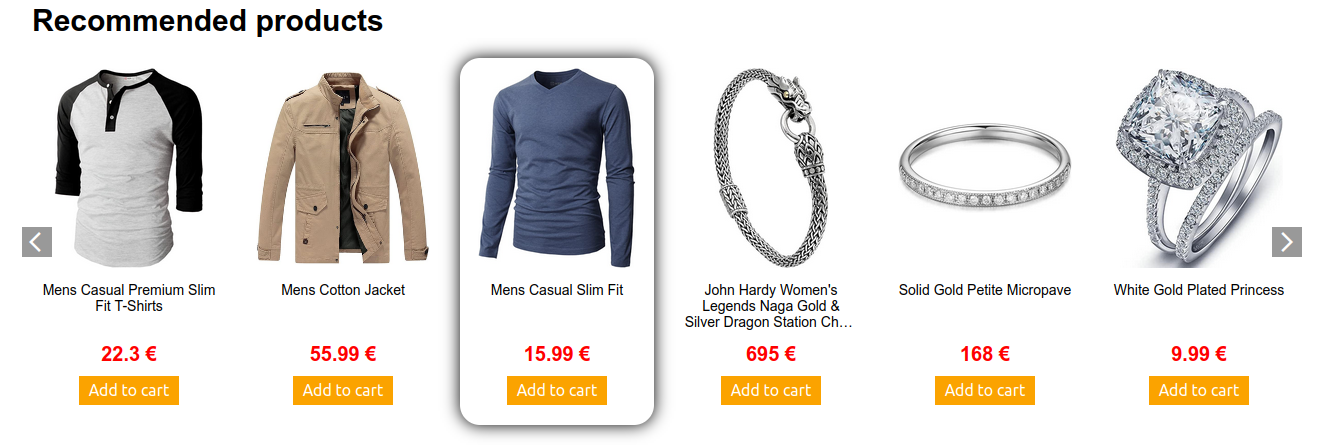 Recommended products
Mens Casual Premium Slim
Fit T-Shirts
22.3 €
Add to cart
Mens Cotton Jacket
55.99 €
Add to cart
Mens Casual Slim Fit
15.99 €
Add to cart
John Hardy Women's
Legends Naga Gold &
Silver Dragon Station Ch…
695 €
Add to cart
Solid Gold Petite Micropave
168 €
Add to cart
White Gold Plated Princess
9.99 €
Add to cart